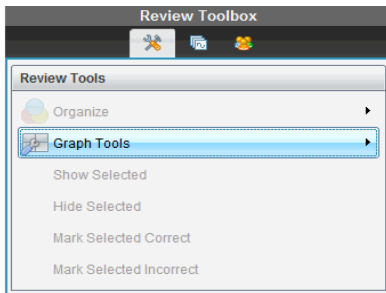 Review Toolbox
Review Tools
Organize
Graph Tools
Show Selected
Hide Selected
Mark Selected Correct
Mark Selected Incorrect